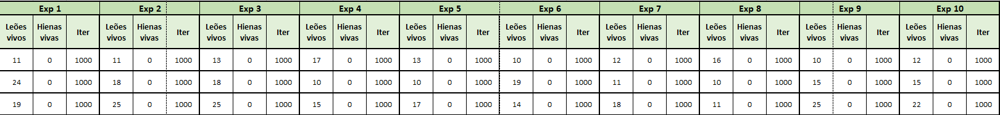 Exp 1 Exp 2 Exp 3 Exp 4 Exp 5 Exp 6 Exp 7 Exp 8 Exp 9 Exp 10
Leões vivos Hienas vivas Iter Leões vivos Hienas vivas Iter Leões vivos Hienas vivas Iter Leões vivos Hienas vivas Iter Leões vivos Hienas vivas Iter Leões vivos Hienas vivas Iter Leões vivos Hienas vivas Iter Leões vivos Hienas vivas Iter Leões vivos Hienas vivas Iter Leões vivos Hienas vivas Iter
11 0 1000 11 0 1000 13 0 1000 17 0 1000 13 0 1000 10 0 1000 12 0 1000 16 0 1000 10 0 1000 12 0 1000
24 0 1000 18 0 1000 18 0 1000 10 0 1000 10 0 1000 19 0 1000 11 0 1000 10 0 1000 15 0 1000 15 0 1000
19 0 1000 25 0 1000 25 0 1000 15 0 1000 17 0 1000 14 0 1000 18 0 1000 11 0 1000 25 0 1000 22 0 1000